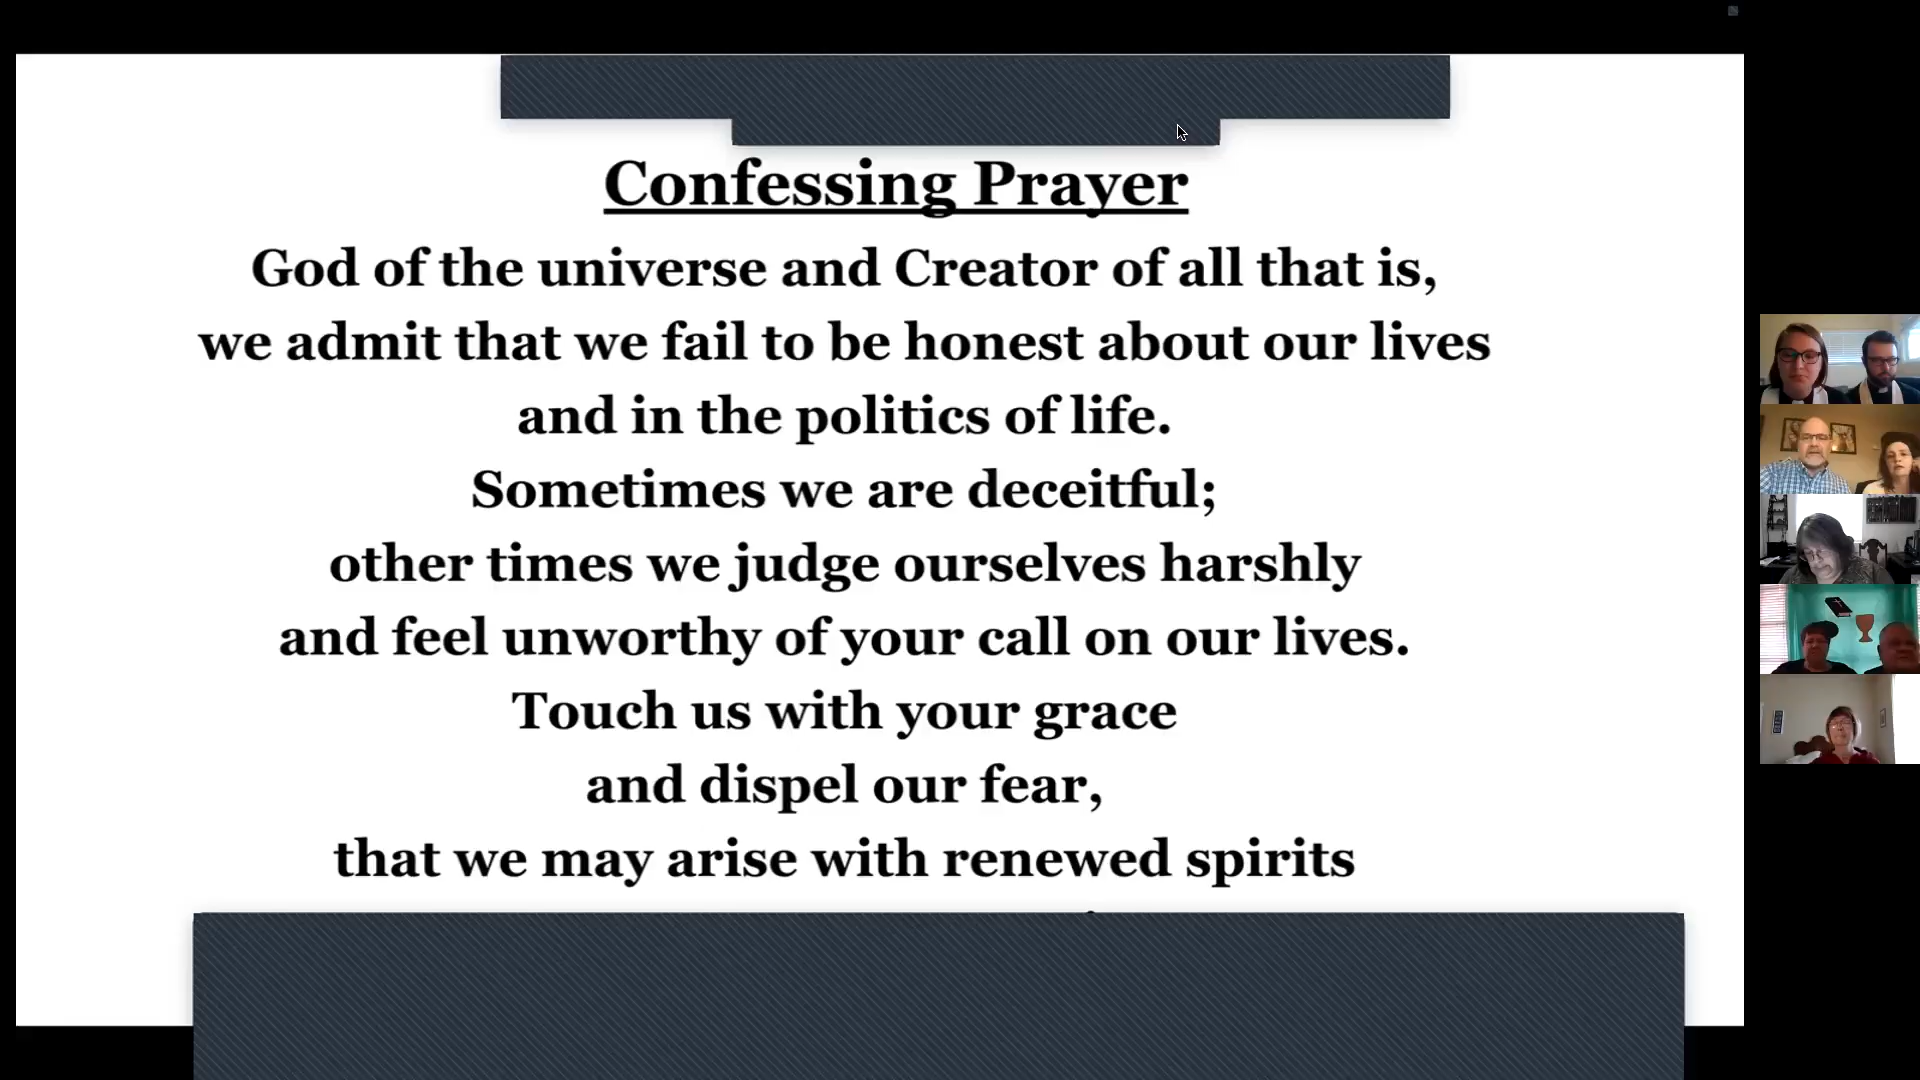 Confessing Prayer
God of the universe and Creator of all that is,
we admit that we fail to be honest about our lives
and in the politics of life.
Sometimes we are deceitful;
other times we judge ourselves harshly
and feel unworthy of your call on our lives.
Touch us with your grace
and dispel our fear,
that we may arise with renewed spirits